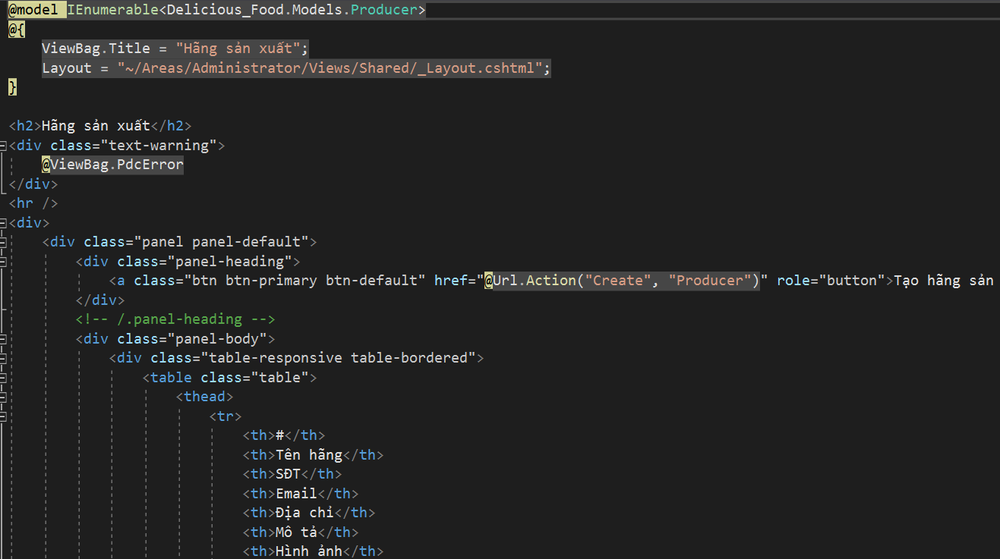 @model IEnumerable<Delicious_Food.Models.Producer>
@{
    ViewBag.Title = "Hãng sản xuất";
    Layout = "~/Areas/Administrator/Views/Shared/_Layout.cshtml";
}
<h2>Hãng sản xuất</h2>
<div class="text-warning">
    @ViewBag.PdcError
</div>
<hr />
<div>
    <div class="panel panel-default">
        <div class="panel-heading">
            <a class="btn btn-primary btn-default" href="@Url.Action("Create", "Producer")" role="button">Tạo hãng sản
        </div>
        <!-- /.panel-heading -->
        <div class="panel-body">
            <div class="table-responsive table-bordered">
                <table class="table">
                    <thead>
                        <tr>
                            <th>#</th>
                            <th>Tên hãng</th>
                            <th>SĐT</th>
                            <th>Email</th>
                            <th>Địa chỉ</th>
                            <th>Mô tả</th>
                            <th>Hình ảnh</th>